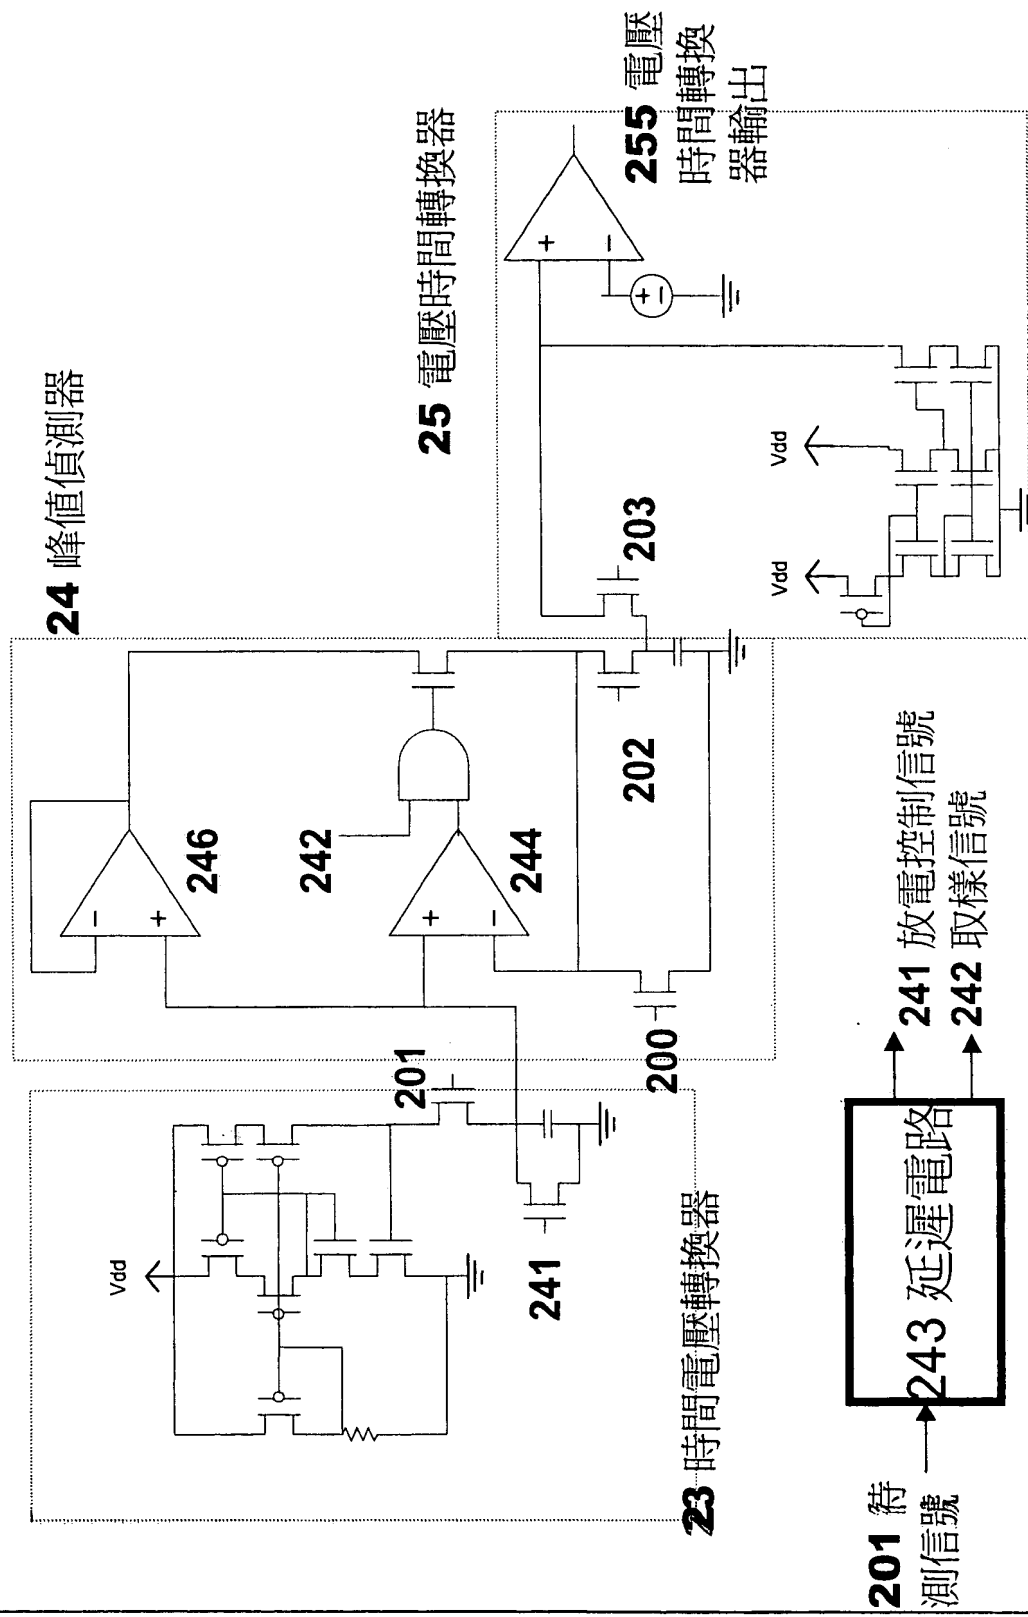 24 峰值偵測器
25 電壓時間轉換器
255 電壓
時間轉換
器輸出
246
242
244
202
203
200
201
241
Vdd
Vdd
Vdd
+
−
+
−
+
−
+
−
23 時間電壓轉換器
201 待
測信號
243 延遲電路
241 放電控制信號
242 取樣信號